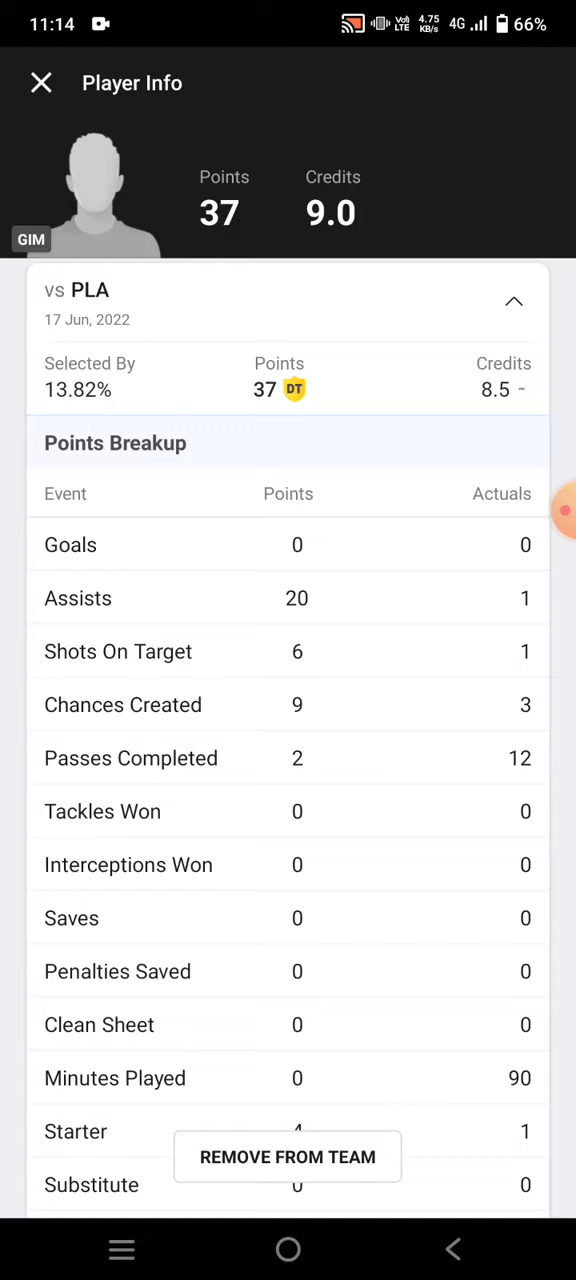 11:14 Vo) LTE 4.75 KB/s 4G 66%
Player Info
Points Credits
37 9.0
GIM
vs PLA
17 Jun, 2022
Selected By Points Credits
13.82% 37 DT 8.5 -
Points Breakup
Event Points Actuals
Goals 0 0
Assists 20 1
Shots On Target 6 1
Chances Created 9 3
Passes Completed 2 12
Tackles Won 0 0
Interceptions Won 0 0
Saves 0 0
Penalties Saved 0 0
Clean Sheet 0 0
Minutes Played 0 90
Starter 4 1
REMOVE FROM TEAM
Substitute 0 0